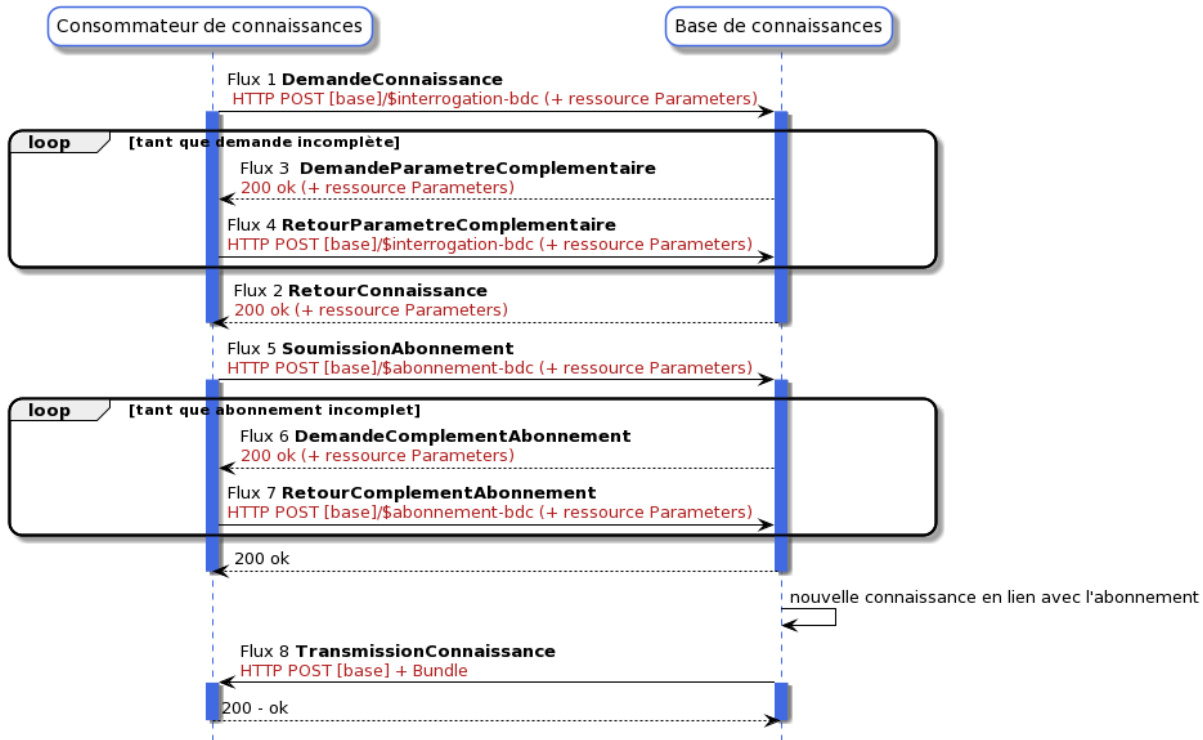 Consommateur de connaissances
Base de connaissances
Flux 1 DemandeConnaissance
HTTP POST [base]/$interrogation-bdc (+ ressource Parameters)
loop
[tant que demande incomplète]
Flux 3 DemandeParametreComplementaire
200 ok (+ ressource Parameters)
Flux 4 RetourParametreComplementaire
HTTP POST [base]/$interrogation-bdc (+ ressource Parameters)
Flux 2 RetourConnaissance
200 ok (+ ressource Parameters)
Flux 5 SoumissionAbonnement
HTTP POST [base]/$abonnement-bdc (+ ressource Parameters)
loop
[tant que abonnement incomplet]
Flux 6 DemandeComplementAbonnement
200 ok (+ ressource Parameters)
Flux 7 RetourComplementAbonnement
HTTP POST [base]/$abonnement-bdc (+ ressource Parameters)
200 ok
nouvelle connaissance en lien avec l'abonnement
Flux 8 TransmissionConnaissance
HTTP POST [base] + Bundle
200 - ok